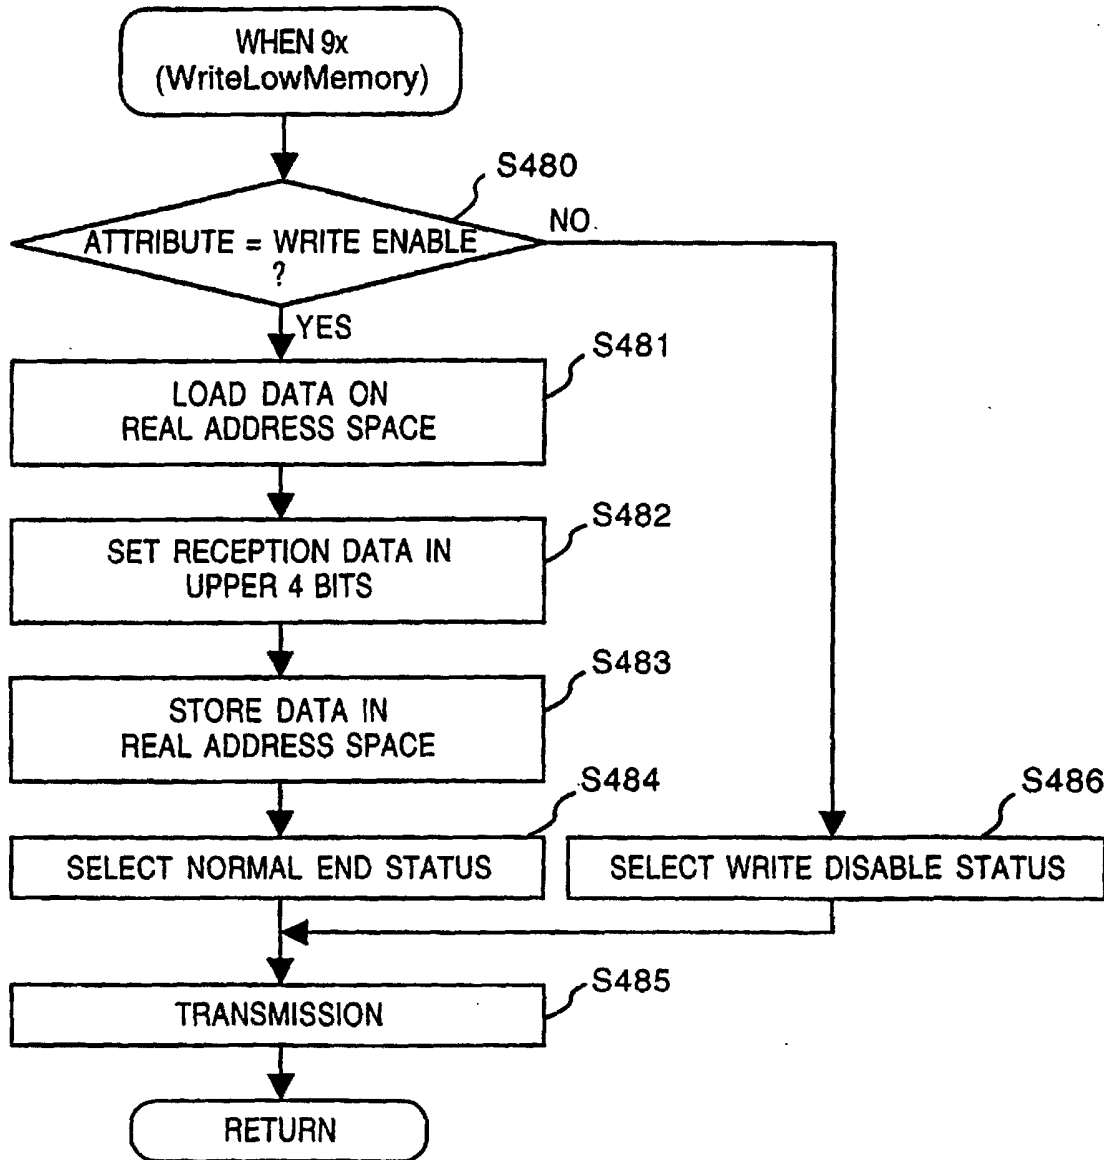 WHEN 9x
(WriteLowMemory)
S480
ATTRIBUTE = WRITE ENABLE
?
NO
YES
S481
LOAD DATA ON
REAL ADDRESS SPACE
S482
SET RECEPTION DATA IN
UPPER 4 BITS
S483
STORE DATA IN
REAL ADDRESS SPACE
S484
SELECT NORMAL END STATUS
S486
SELECT WRITE DISABLE STATUS
S485
TRANSMISSION
RETURN